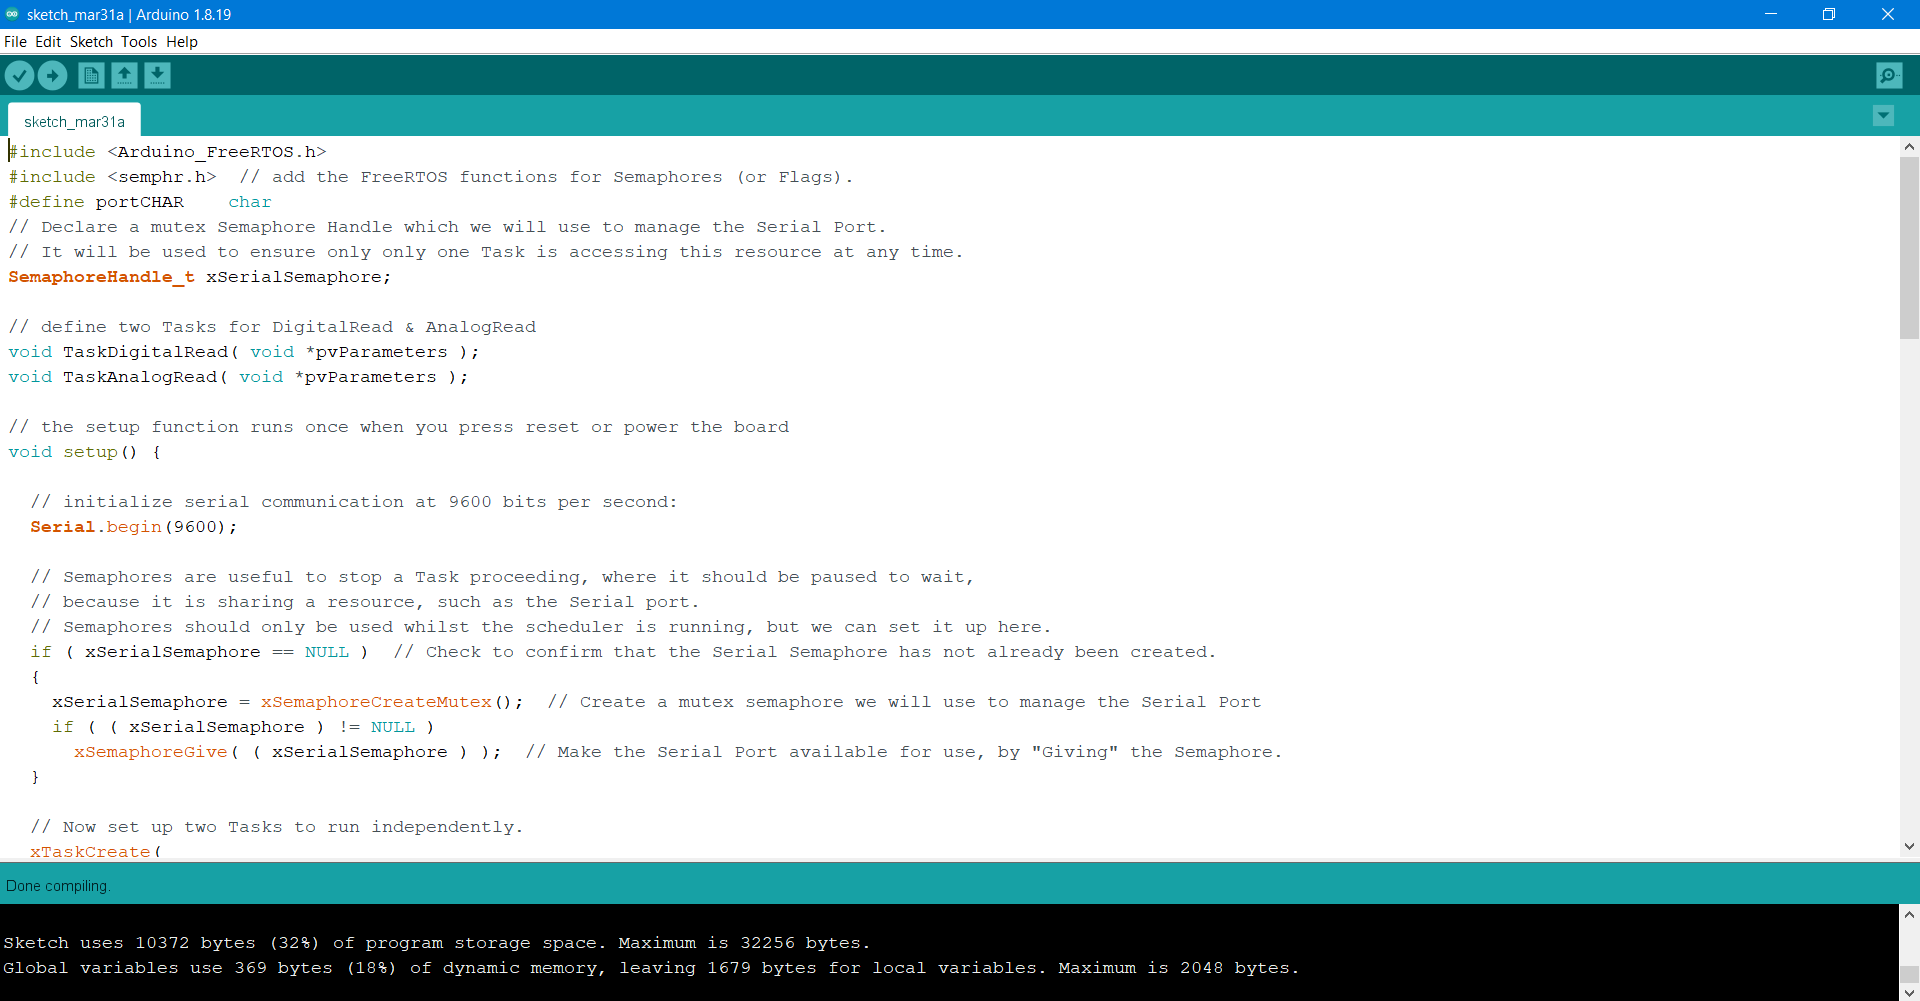 sketch_mar31a | Arduino 1.8.19
File Edit Sketch Tools Help
sketch_mar31a
#include <Arduino_FreeRTOS.h>
#include <semphr.h>  // add the FreeRTOS functions for Semaphores (or Flags).
#define portCHAR    char
// Declare a mutex Semaphore Handle which we will use to manage the Serial Port.
// It will be used to ensure only only one Task is accessing this resource at any time.
SemaphoreHandle_t xSerialSemaphore;
// define two Tasks for DigitalRead & AnalogRead
void TaskDigitalRead( void *pvParameters );
void TaskAnalogRead( void *pvParameters );
// the setup function runs once when you press reset or power the board
void setup() {
  // initialize serial communication at 9600 bits per second:
  Serial.begin(9600);
  // Semaphores are useful to stop a Task proceeding, where it should be paused to wait,
  // because it is sharing a resource, such as the Serial port.
  // Semaphores should only be used whilst the scheduler is running, but we can set it up here.
  if ( xSerialSemaphore == NULL )  // Check to confirm that the Serial Semaphore has not already been created.
  {
    xSerialSemaphore = xSemaphoreCreateMutex();  // Create a mutex semaphore we will use to manage the Serial Port
    if ( ( xSerialSemaphore ) != NULL )
      xSemaphoreGive( ( xSerialSemaphore ) );  // Make the Serial Port available for use, by "Giving" the Semaphore.
  }
  // Now set up two Tasks to run independently.
  xTaskCreate(
Done compiling.
Sketch uses 10372 bytes (32%) of program storage space. Maximum is 32256 bytes.
Global variables use 369 bytes (18%) of dynamic memory, leaving 1679 bytes for local variables. Maximum is 2048 bytes.